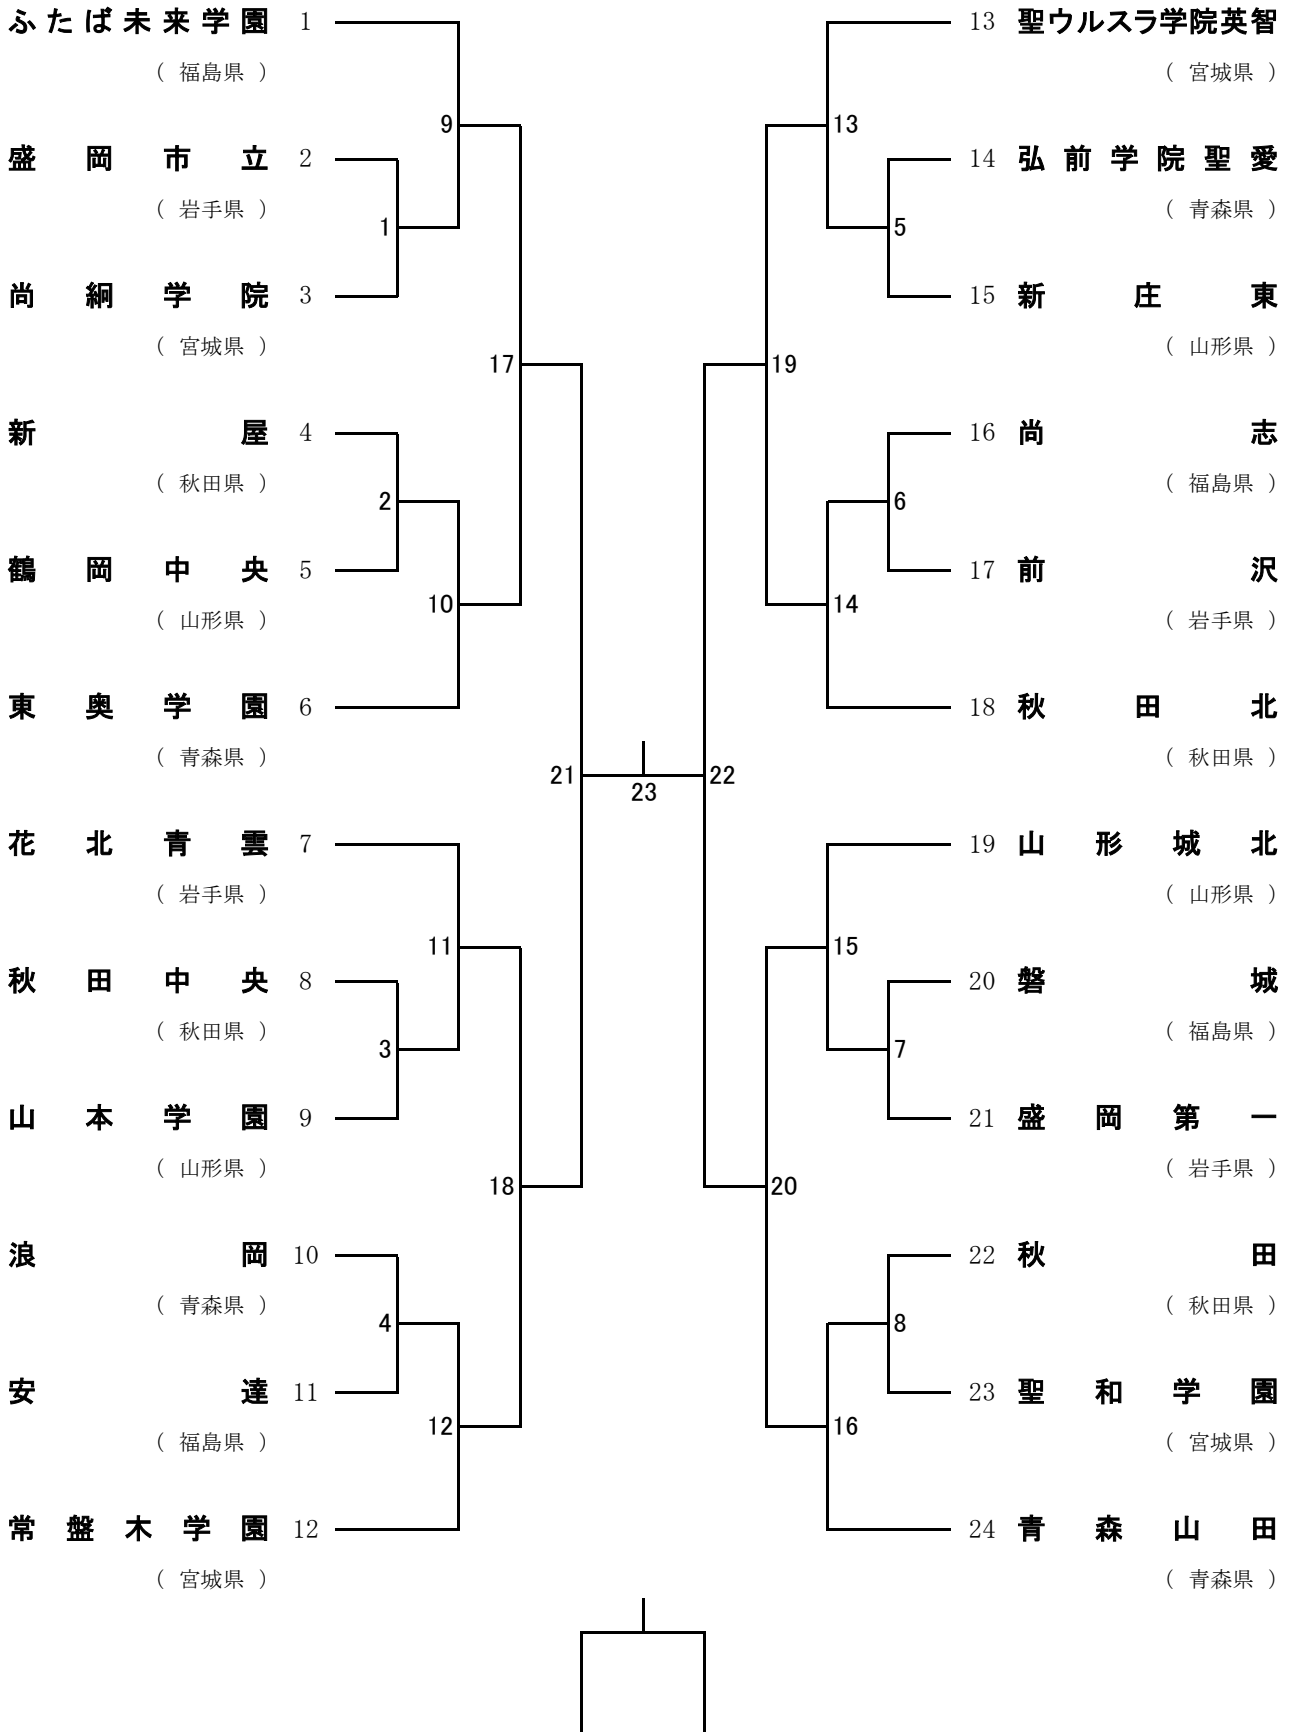 ふたば未来学園 1
( 福島県 )
9
盛岡市立 2
( 岩手県 )
1
尚絅学院 3
( 宮城県 )
17
新屋 4
( 秋田県 )
2
鶴岡中央 5
( 山形県 )
10
東奥学園 6
( 青森県 )
21
花北青雲 7
( 岩手県 )
11
秋田中央 8
( 秋田県 )
3
山本学園 9
( 山形県 )
18
浪岡 10
( 青森県 )
4
安達 11
( 福島県 )
12
常盤木学園 12
( 宮城県 )
23
13 聖ウルスラ学院英智
( 宮城県 )
13
14 弘前学院聖愛
( 青森県 )
5
15 新庄東
( 山形県 )
19
16 尚志
( 福島県 )
6
17 前沢
( 岩手県 )
14
18 秋田北
( 秋田県 )
22
19 山形城北
( 山形県 )
15
20 磐城
( 福島県 )
7
21 盛岡第一
( 岩手県 )
20
22 秋田
( 秋田県 )
8
23 聖和学園
( 宮城県 )
16
24 青森山田
( 青森県 )